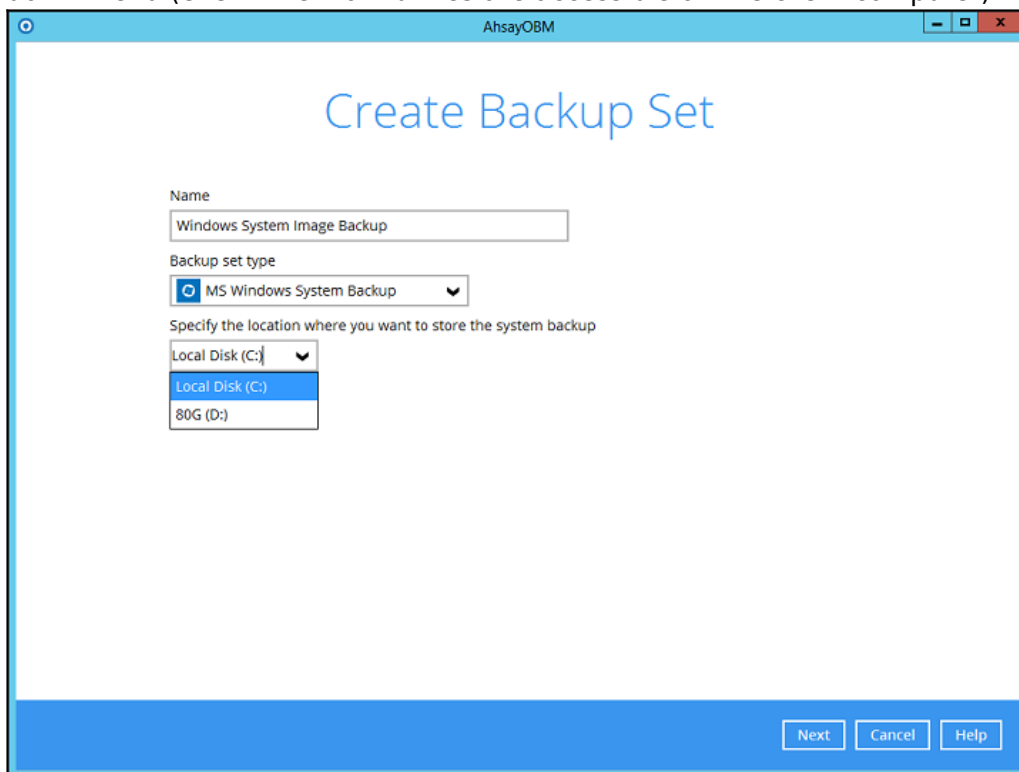 AhsayOBM
Create Backup Set
Name
Windows System Image Backup
Backup set type
MS Windows System Backup
Specify the location where you want to store the system backup
Local Disk (C:)
Local Disk (C:)
80G (D:)
Next Cancel Help